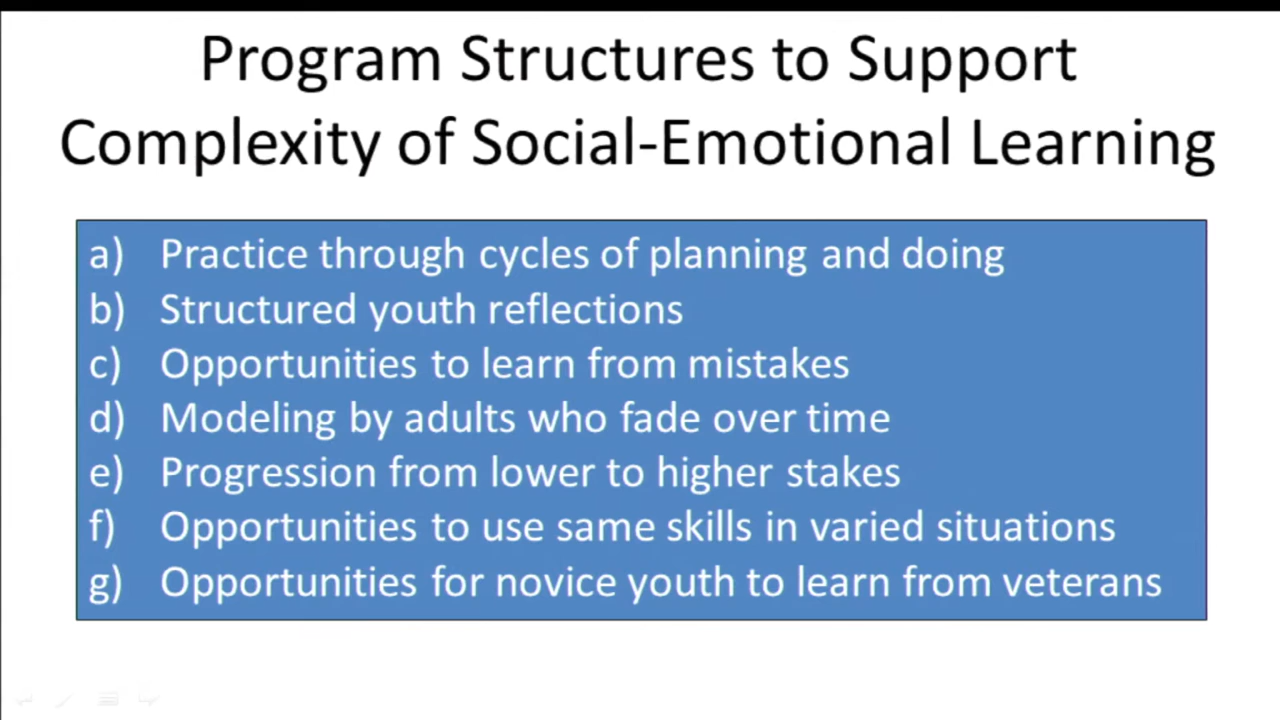 Program Structures to Support
Complexity of Social-Emotional Learning
a) Practice through cycles of planning and doing
b) Structured youth reflections
c) Opportunities to learn from mistakes
d) Modeling by adults who fade over time
e) Progression from lower to higher stakes
f) Opportunities to use same skills in varied situations
g) Opportunities for novice youth to learn from veterans